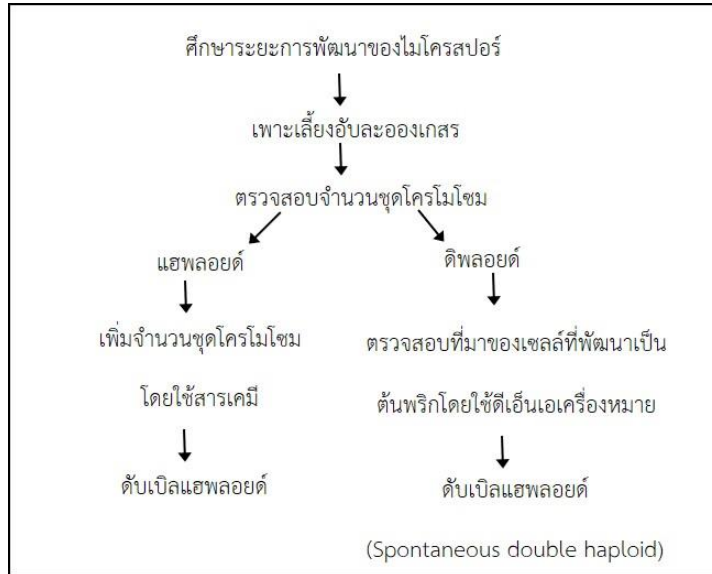 ศึกษาระยะการพัฒนาของไมโครสปอร์
เพาะเลี้ยงอับละอองเกสร
ตรวจสอบจำนวนชุดโครโมโซม
แฮพลอยด์
ดิพลอยด์
เพิ่มจำนวนชุดโครโมโซม
ตรวจสอบที่มาของเซลล์ที่พัฒนาเป็น
โดยใช้สารเคมี
ต้นพริกโดยใช้ดีเอ็นเอเครื่องหมาย
ดับเบิลแฮพลอยด์
ดับเบิลแฮพลอยด์
(Spontaneous double haploid)